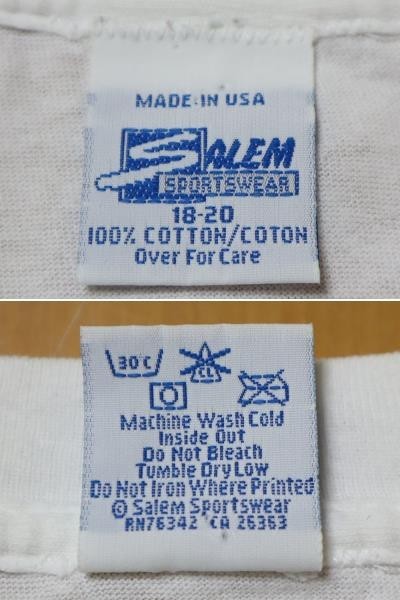 MADE IN USA
SALEM
SPORTSWEAR
18-20
100% COTTON/COTON
Over For Care
30°C
CL
Machine Wash Cold
Inside Out
Do Not Bleach
Tumble Dry Low
Do Not Iron Where Printed
© Salem Sportswear
RN76342 CA 26363